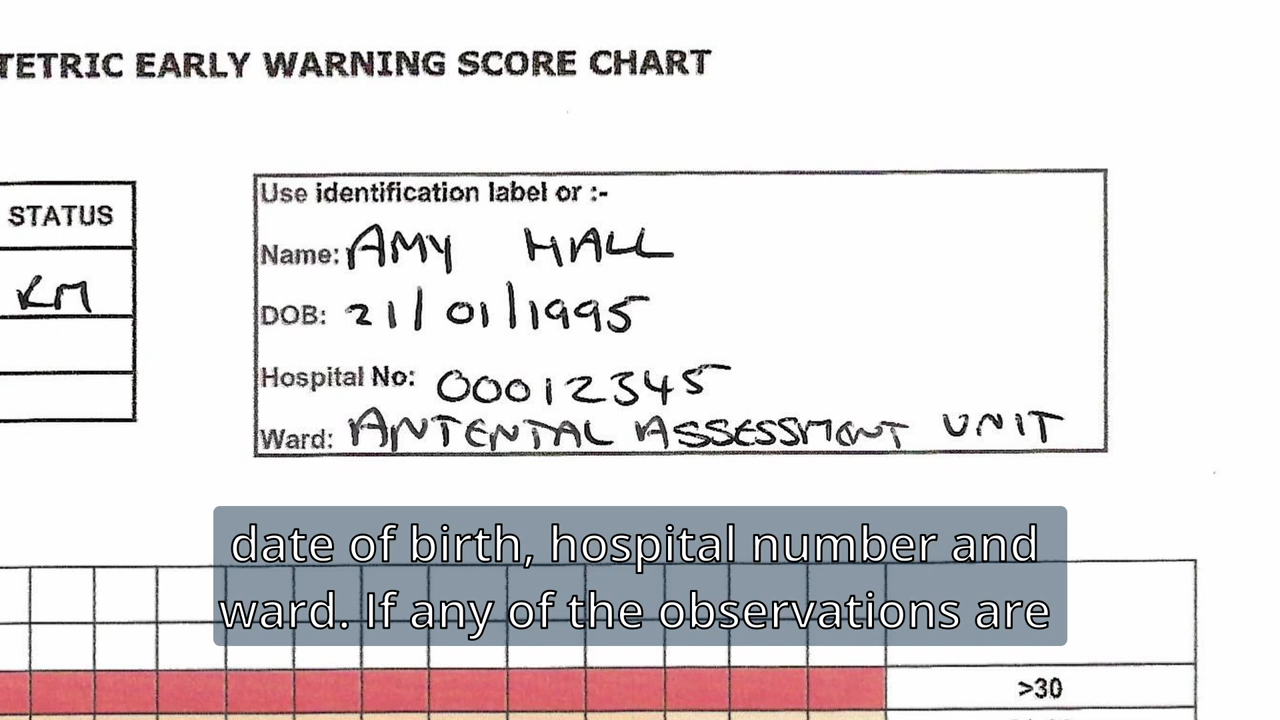 TETRIC EARLY WARNING SCORE CHART
STATUS
KM
Use identification label or :-
Name: AMY HALL
DOB: 21/01/1995
Hospital No: 00012345
Ward: ANTENTAL ASSESSMENT UNIT
date of birth, hospital number and
ward. If any of the observations are
>30